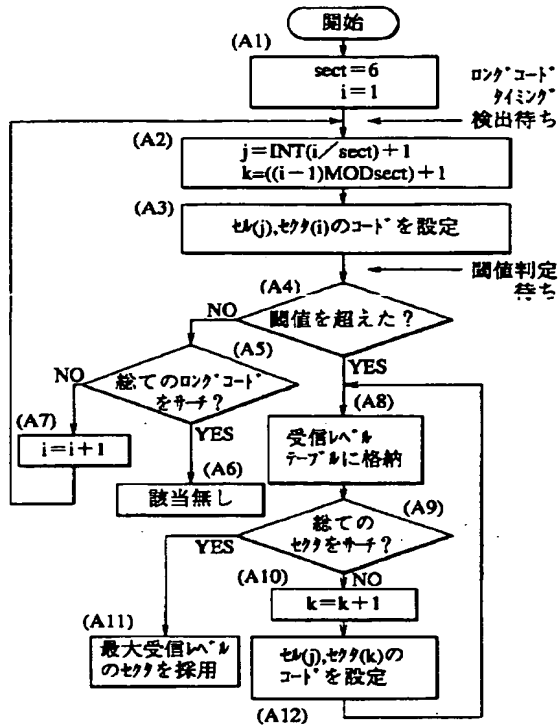 開始
(A1)
sect=6
i=1
ロングコード
タイミング
検出待ち
(A2)
j=INT(i/sect)+1
k=((i-1)MODsect)+1
(A3)
セル(j),セクタ(i)のコードを設定
閾値判定
待ち
(A4)
閾値を超えた?
NO
YES
(A5)
総てのロングコード
をサーチ?
NO
YES
(A7)
i=i+1
(A6)
該当無し
(A8)
受信レベル
テーブルに格納
(A9)
総ての
セクタをサーチ?
YES
NO
(A10)
k=k+1
(A11)
最大受信レベル
のセクタを採用
セル(j),セクタ(k)の
コードを設定
(A12)